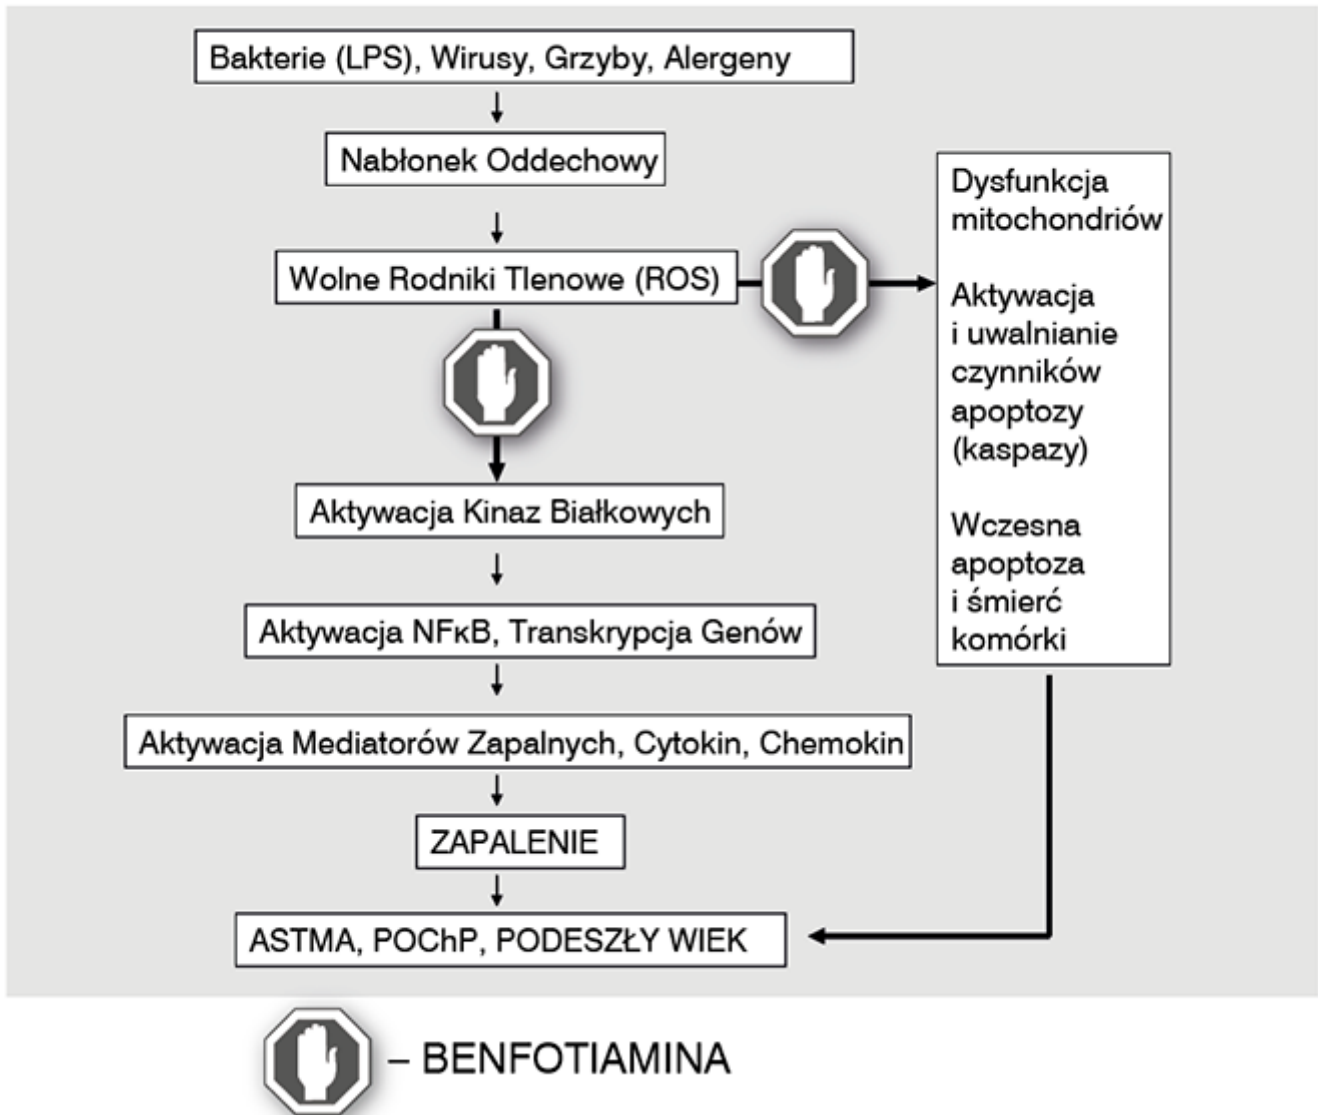 Bakterie (LPS), Wirusy, Grzyby, Alergeny
Nabłonek Oddechowy
Wolne Rodniki Tlenowe (ROS)
Dysfunkcja
mitochondriów
Aktywacja
i uwalnianie
czynników
apoptozy
(kaspazy)
Wczesna
apoptoza
i śmierć
komórki
Aktywacja Kinaz Białkowych
Aktywacja NFκB, Transkrypcja Genów
Aktywacja Mediatorów Zapalnych, Cytokin, Chemokin
ZAPALENIE
ASTMA, POChP, PODESZŁY WIEK
– BENFOTIAMINA